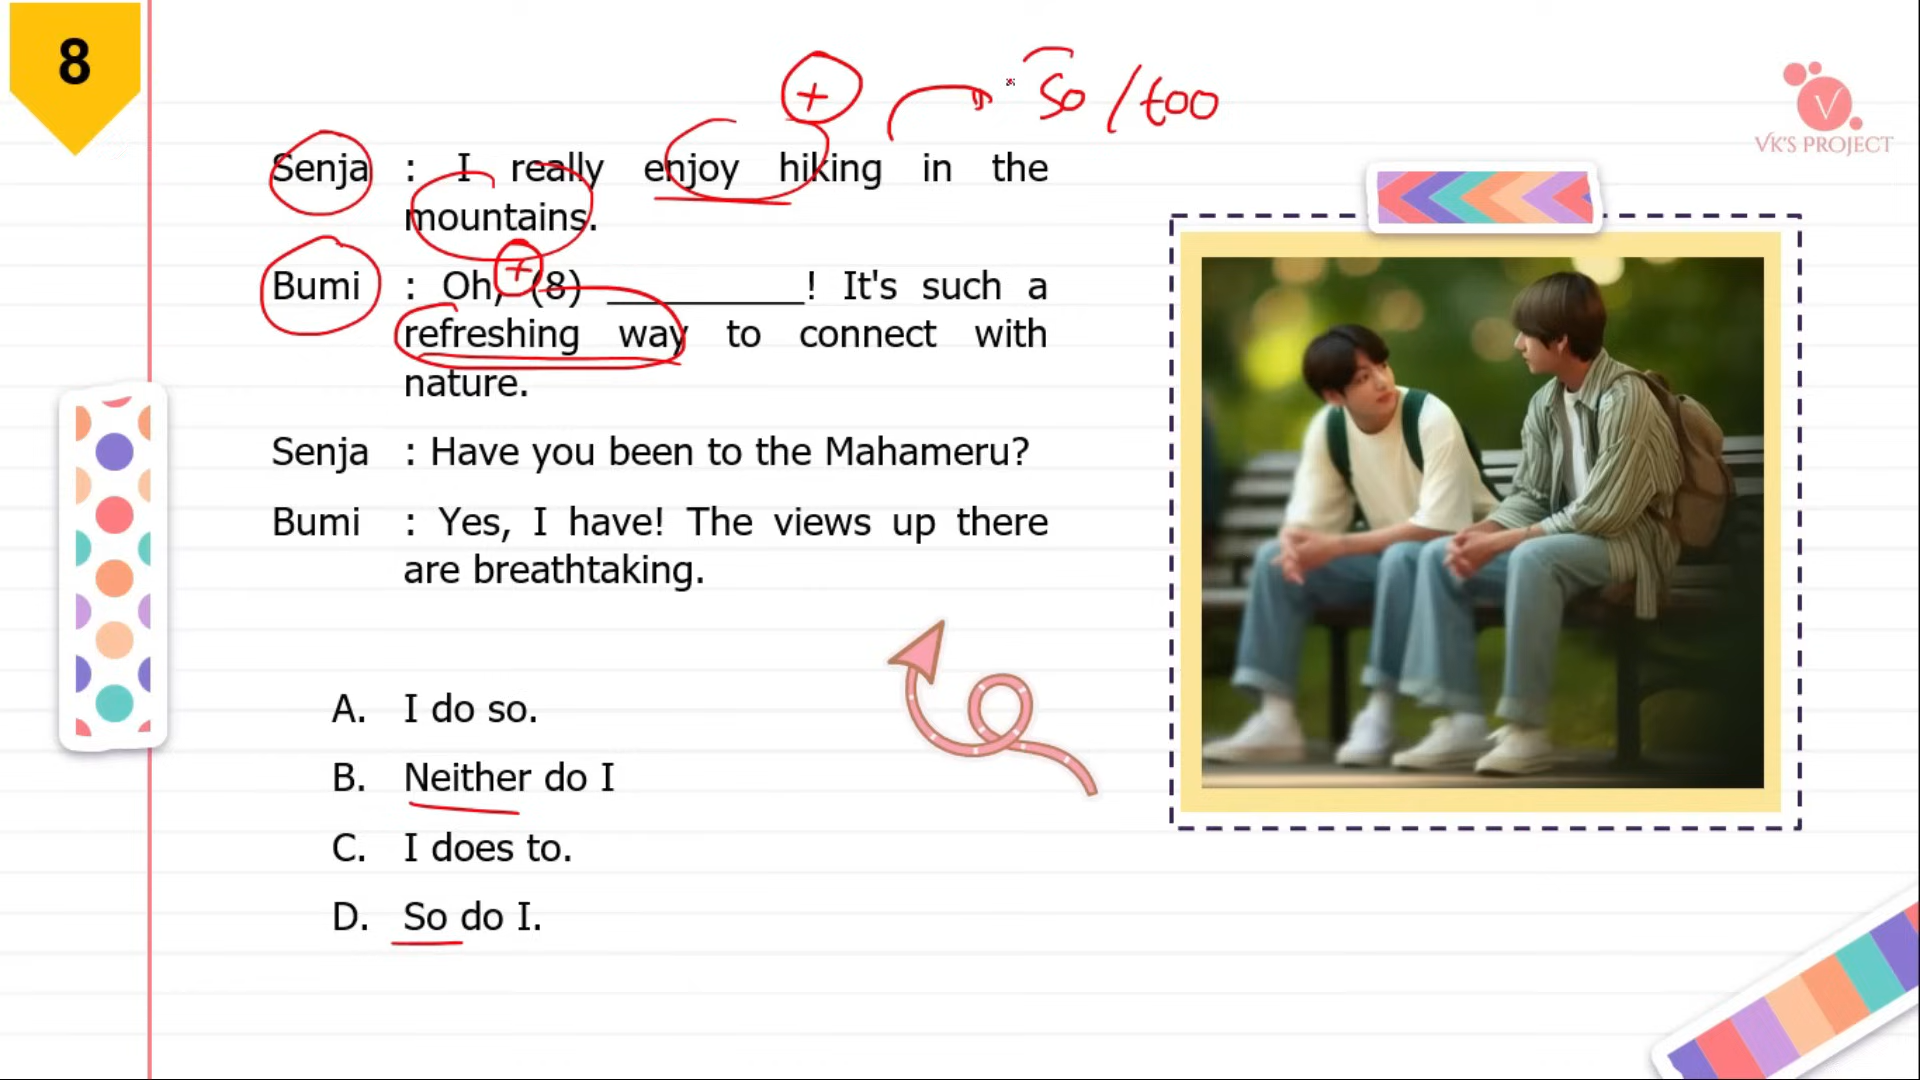 8
+
So / too
V
VK'S PROJECT
Senja : I really enjoy hiking in the
mountains.
+
Bumi : Oh, (8) __________! It's such a
refreshing way to connect with
nature.
Senja : Have you been to the Mahameru?
Bumi : Yes, I have! The views up there
are breathtaking.
A. I do so.
B. Neither do I
C. I does to.
D. So do I.